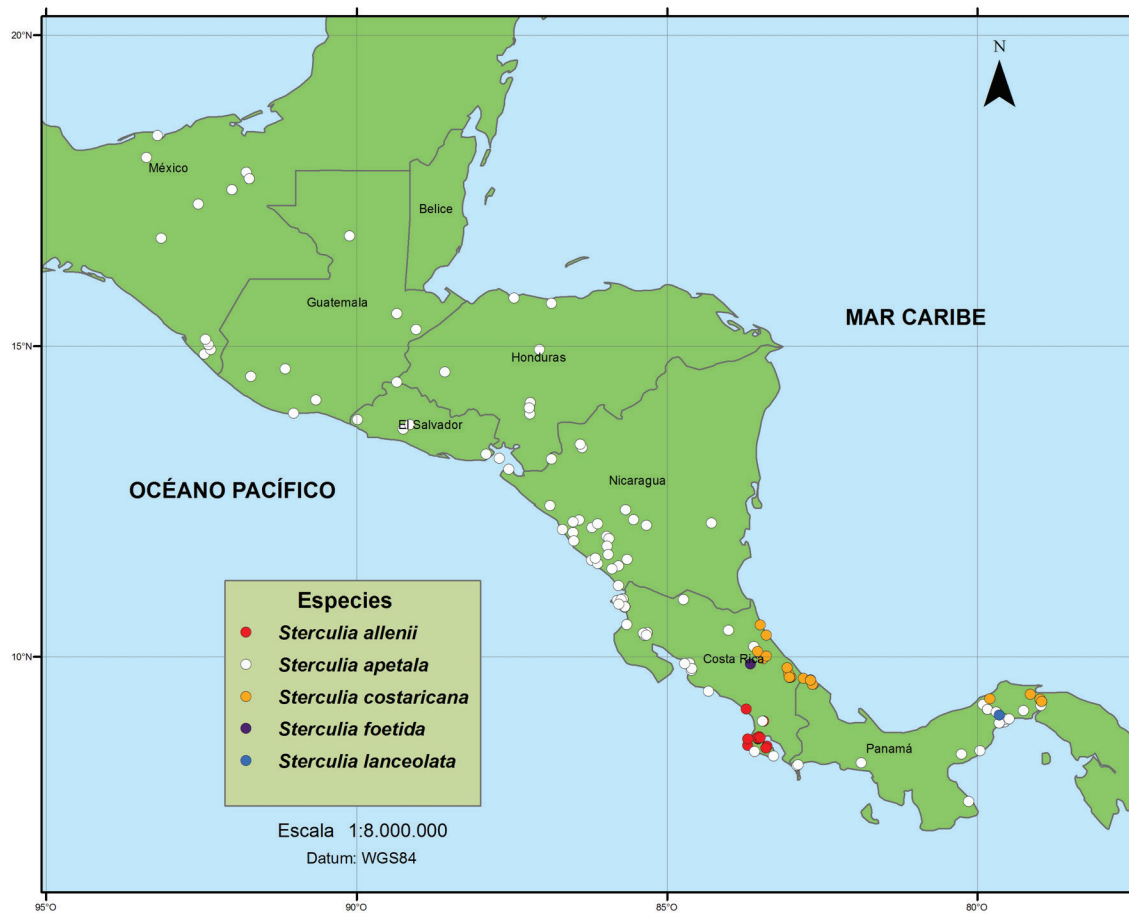 20°N
N
México
Belice
Guatemala
MAR CARIBE
15°N
Honduras
El Salvador
OCÉANO PACÍFICO
Nicaragua
Especies
Sterculia allenii
Sterculia apetala
10°N
Costa Rica
Sterculia costaricana
Sterculia foetida
Panamá
Sterculia lanceolata
Escala 1:8.000.000
Datum: WGS84
95°O
90°O
85°O
80°O